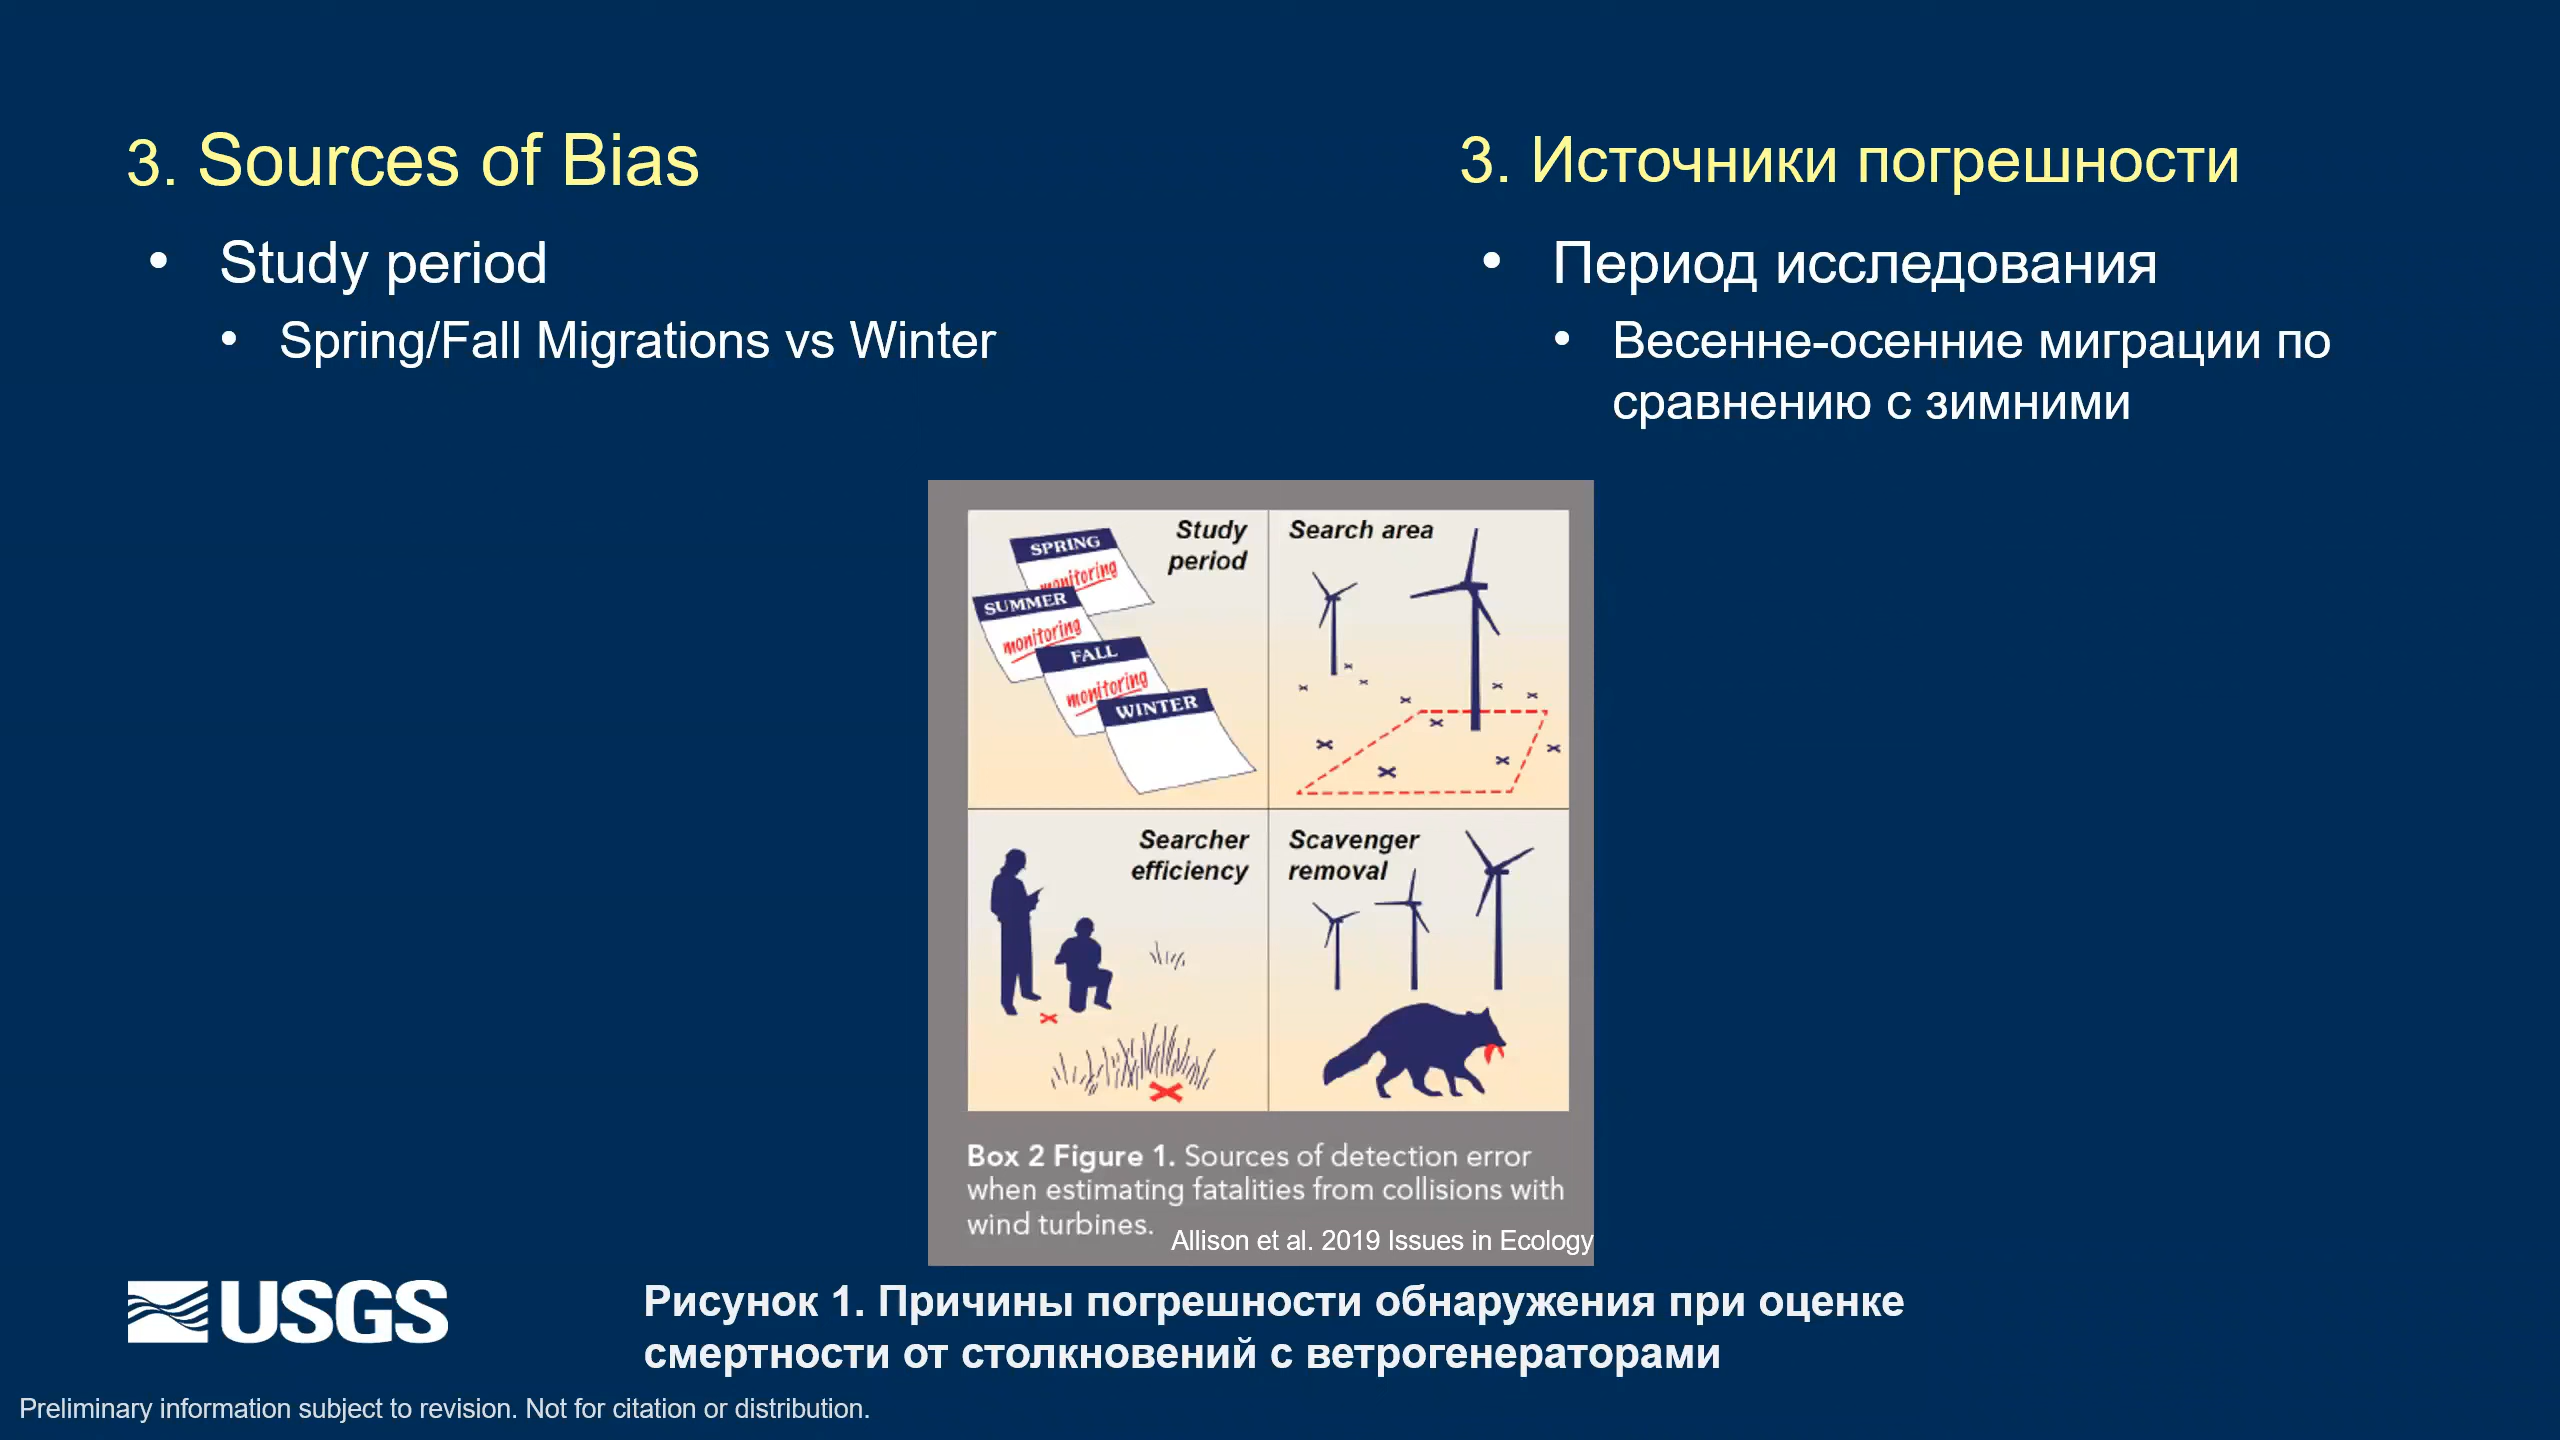 3. Sources of Bias
• Study period
• Spring/Fall Migrations vs Winter
3. Источники погрешности
• Период исследования
• Весенне-осенние миграции по
сравнению с зимними
Study
period
SPRING
monitoring
SUMMER
monitoring
FALL
monitoring
WINTER
Search area
Searcher
efficiency
Scavenger
removal
Box 2 Figure 1. Sources of detection error
when estimating fatalities from collisions with
wind turbines.
Allison et al. 2019 Issues in Ecology
USGS
Рисунок 1. Причины погрешности обнаружения при оценке
смертности от столкновений с ветрогенераторами
Preliminary information subject to revision. Not for citation or distribution.